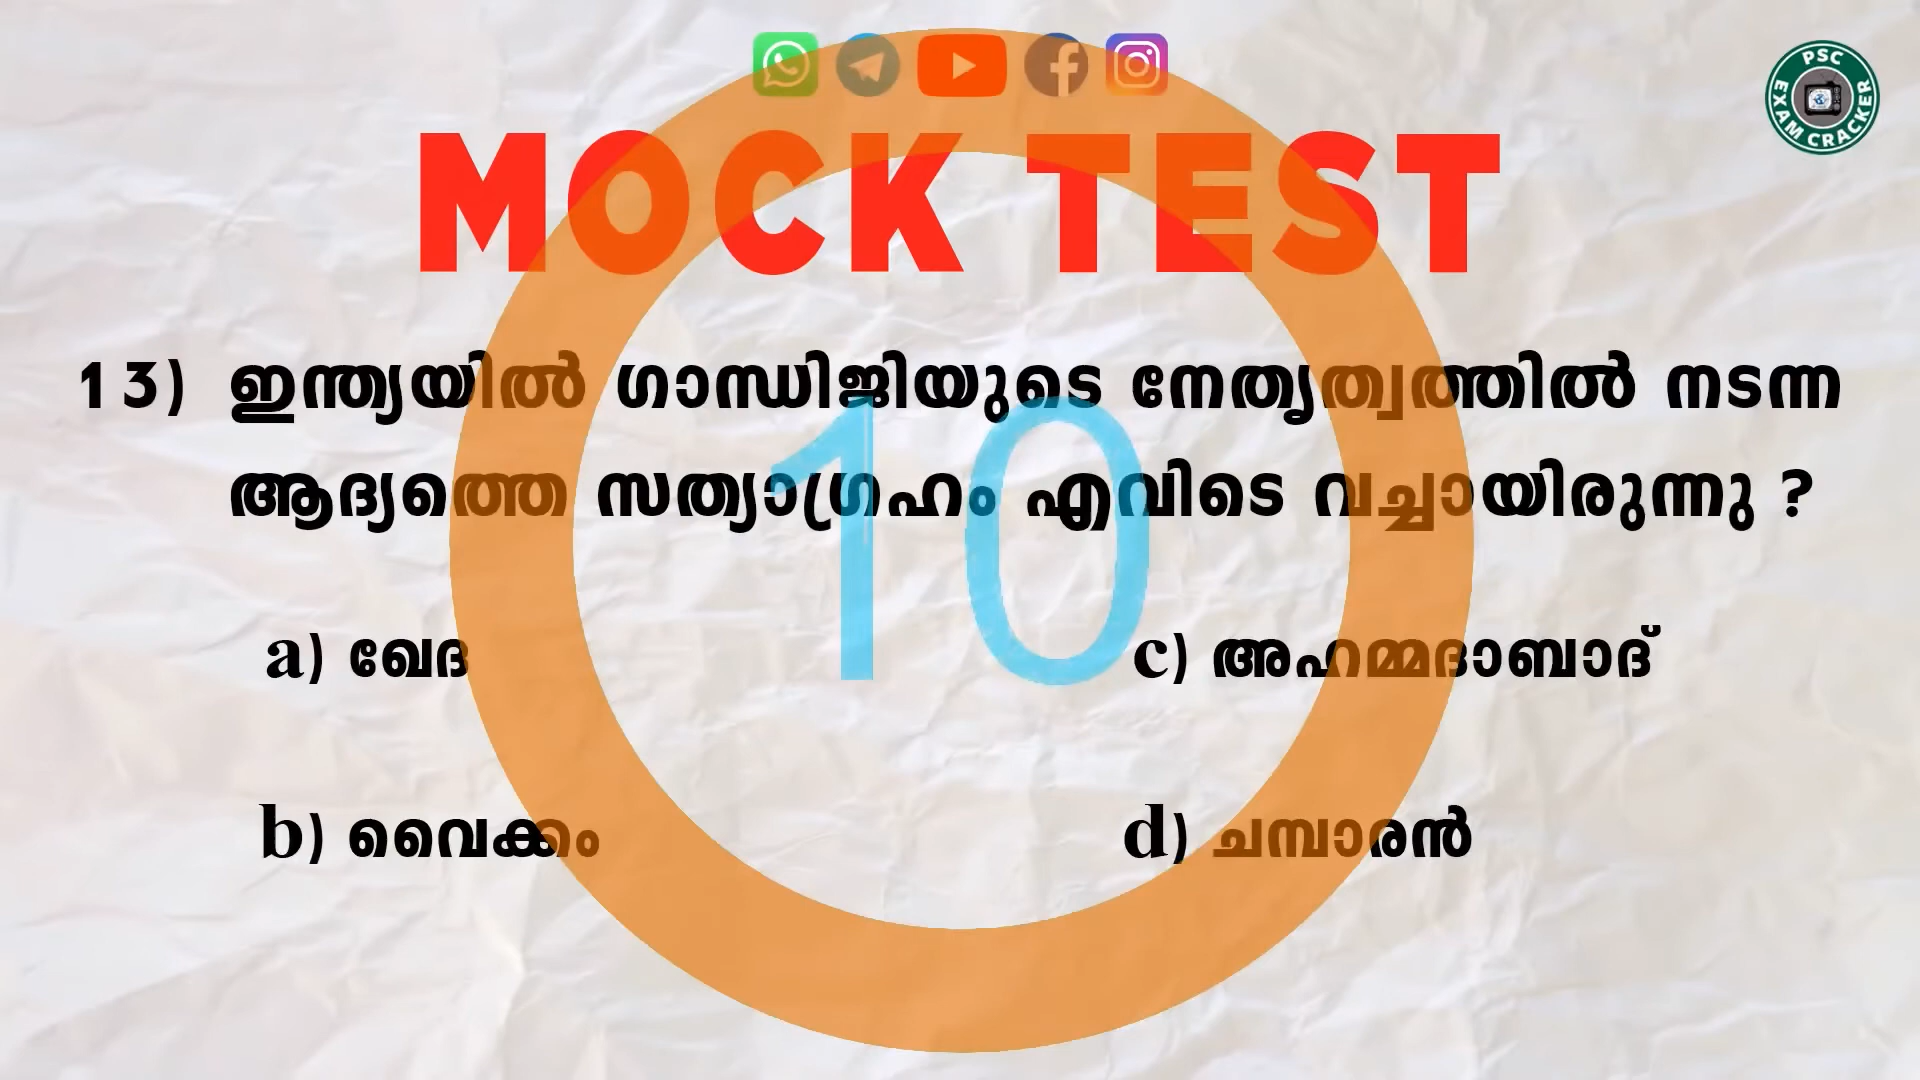 PSC EXAM CRACKER
MOCK TEST
13) ഇന്ത്യയിൽ ഗാന്ധിജിയുടെ നേതൃത്വത്തിൽ നടന്ന
ആദ്യത്തെ സത്യാഗ്രഹം എവിടെ വച്ചായിരുന്നു ?
10
a) ഖേദ
c) അഹമ്മദാബാദ്
b) വൈക്കം
d) ചമ്പാരൻ